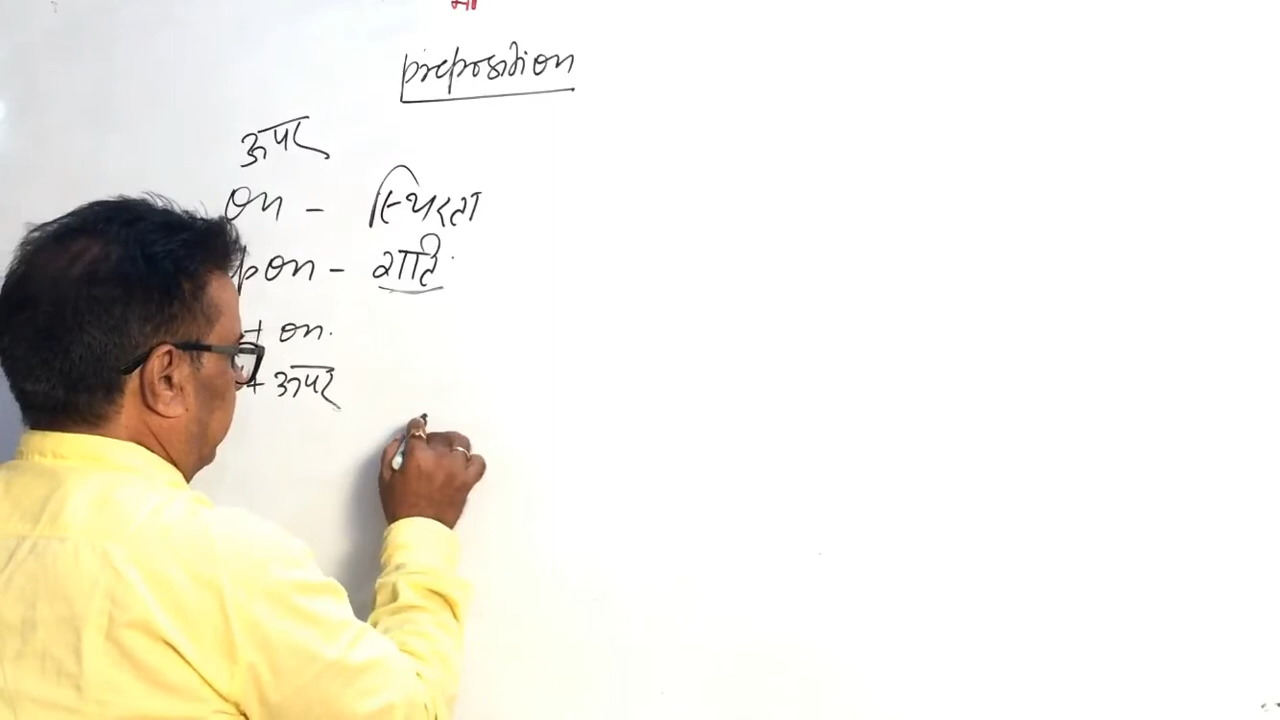 preposition
ऊपर
on - स्थिरता
pon - गति
+ on.
+ ऊपर